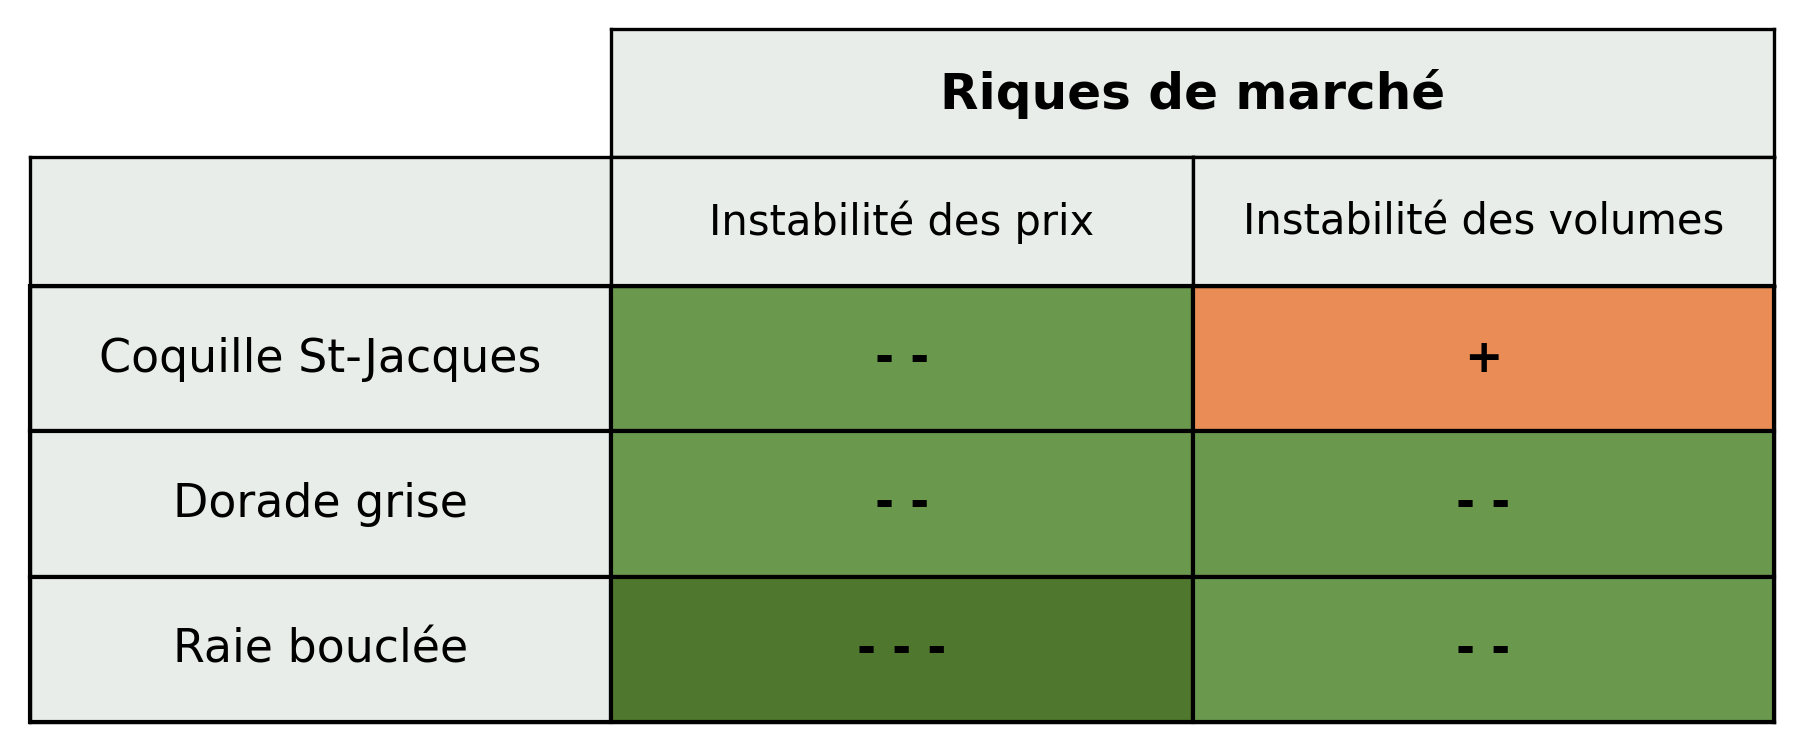 Riques de marché
Instabilité des prix Instabilité des volumes
Coquille St-Jacques - - +
Dorade grise - - - -
Raie bouclée - - - - -